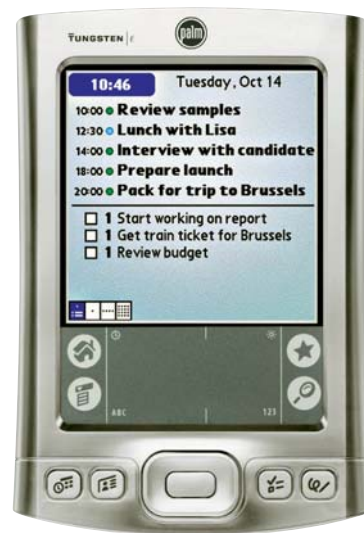 TUNGSTEN | E
palm
10:46 Tuesday, Oct 14
10:00 Review samples
12:30 Lunch with Lisa
14:00 Interview with candidate
18:00 Prepare launch
20:00 Pack for trip to Brussels
1 Start working on report
1 Get train ticket for Brussels
1 Review budget
ABC 123